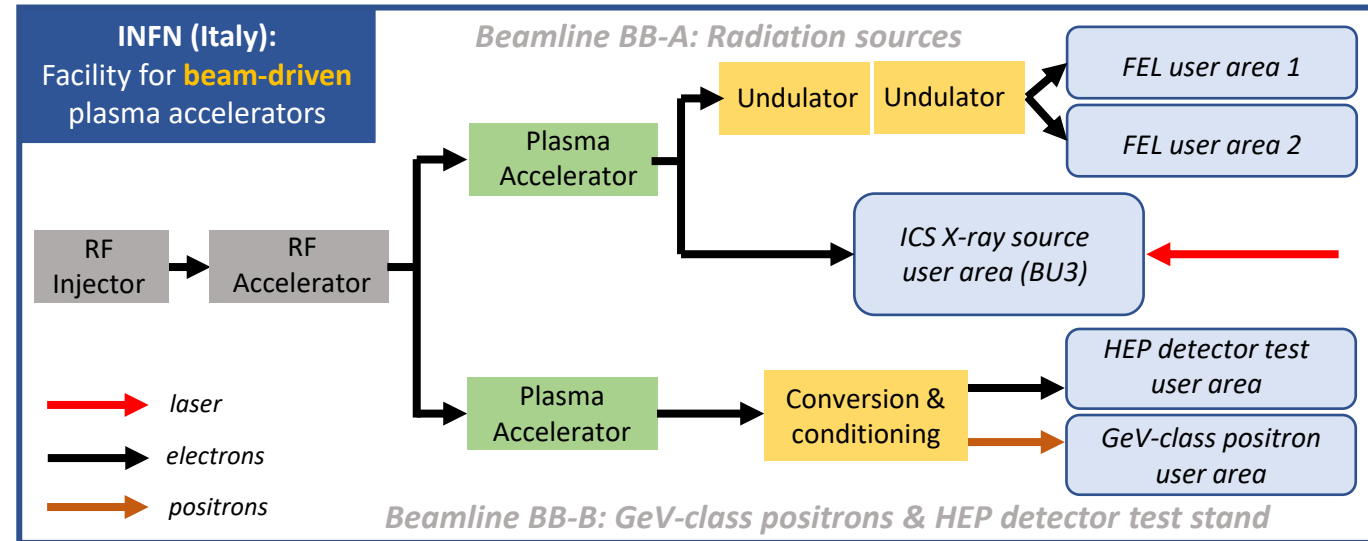 INFN (Italy):
Facility for beam-driven
plasma accelerators
Beamline BB-A: Radiation sources
Undulator
Undulator
FEL user area 1
FEL user area 2
Plasma
Accelerator
ICS X-ray source
user area (BU3)
RF
Injector
RF
Accelerator
Plasma
Accelerator
Conversion &
conditioning
HEP detector test
user area
GeV-class positron
user area
laser
electrons
positrons
Beamline BB-B: GeV-class positrons & HEP detector test stand